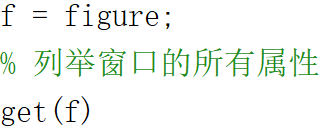 f = figure;
% 列举窗口的所有属性
get(f)